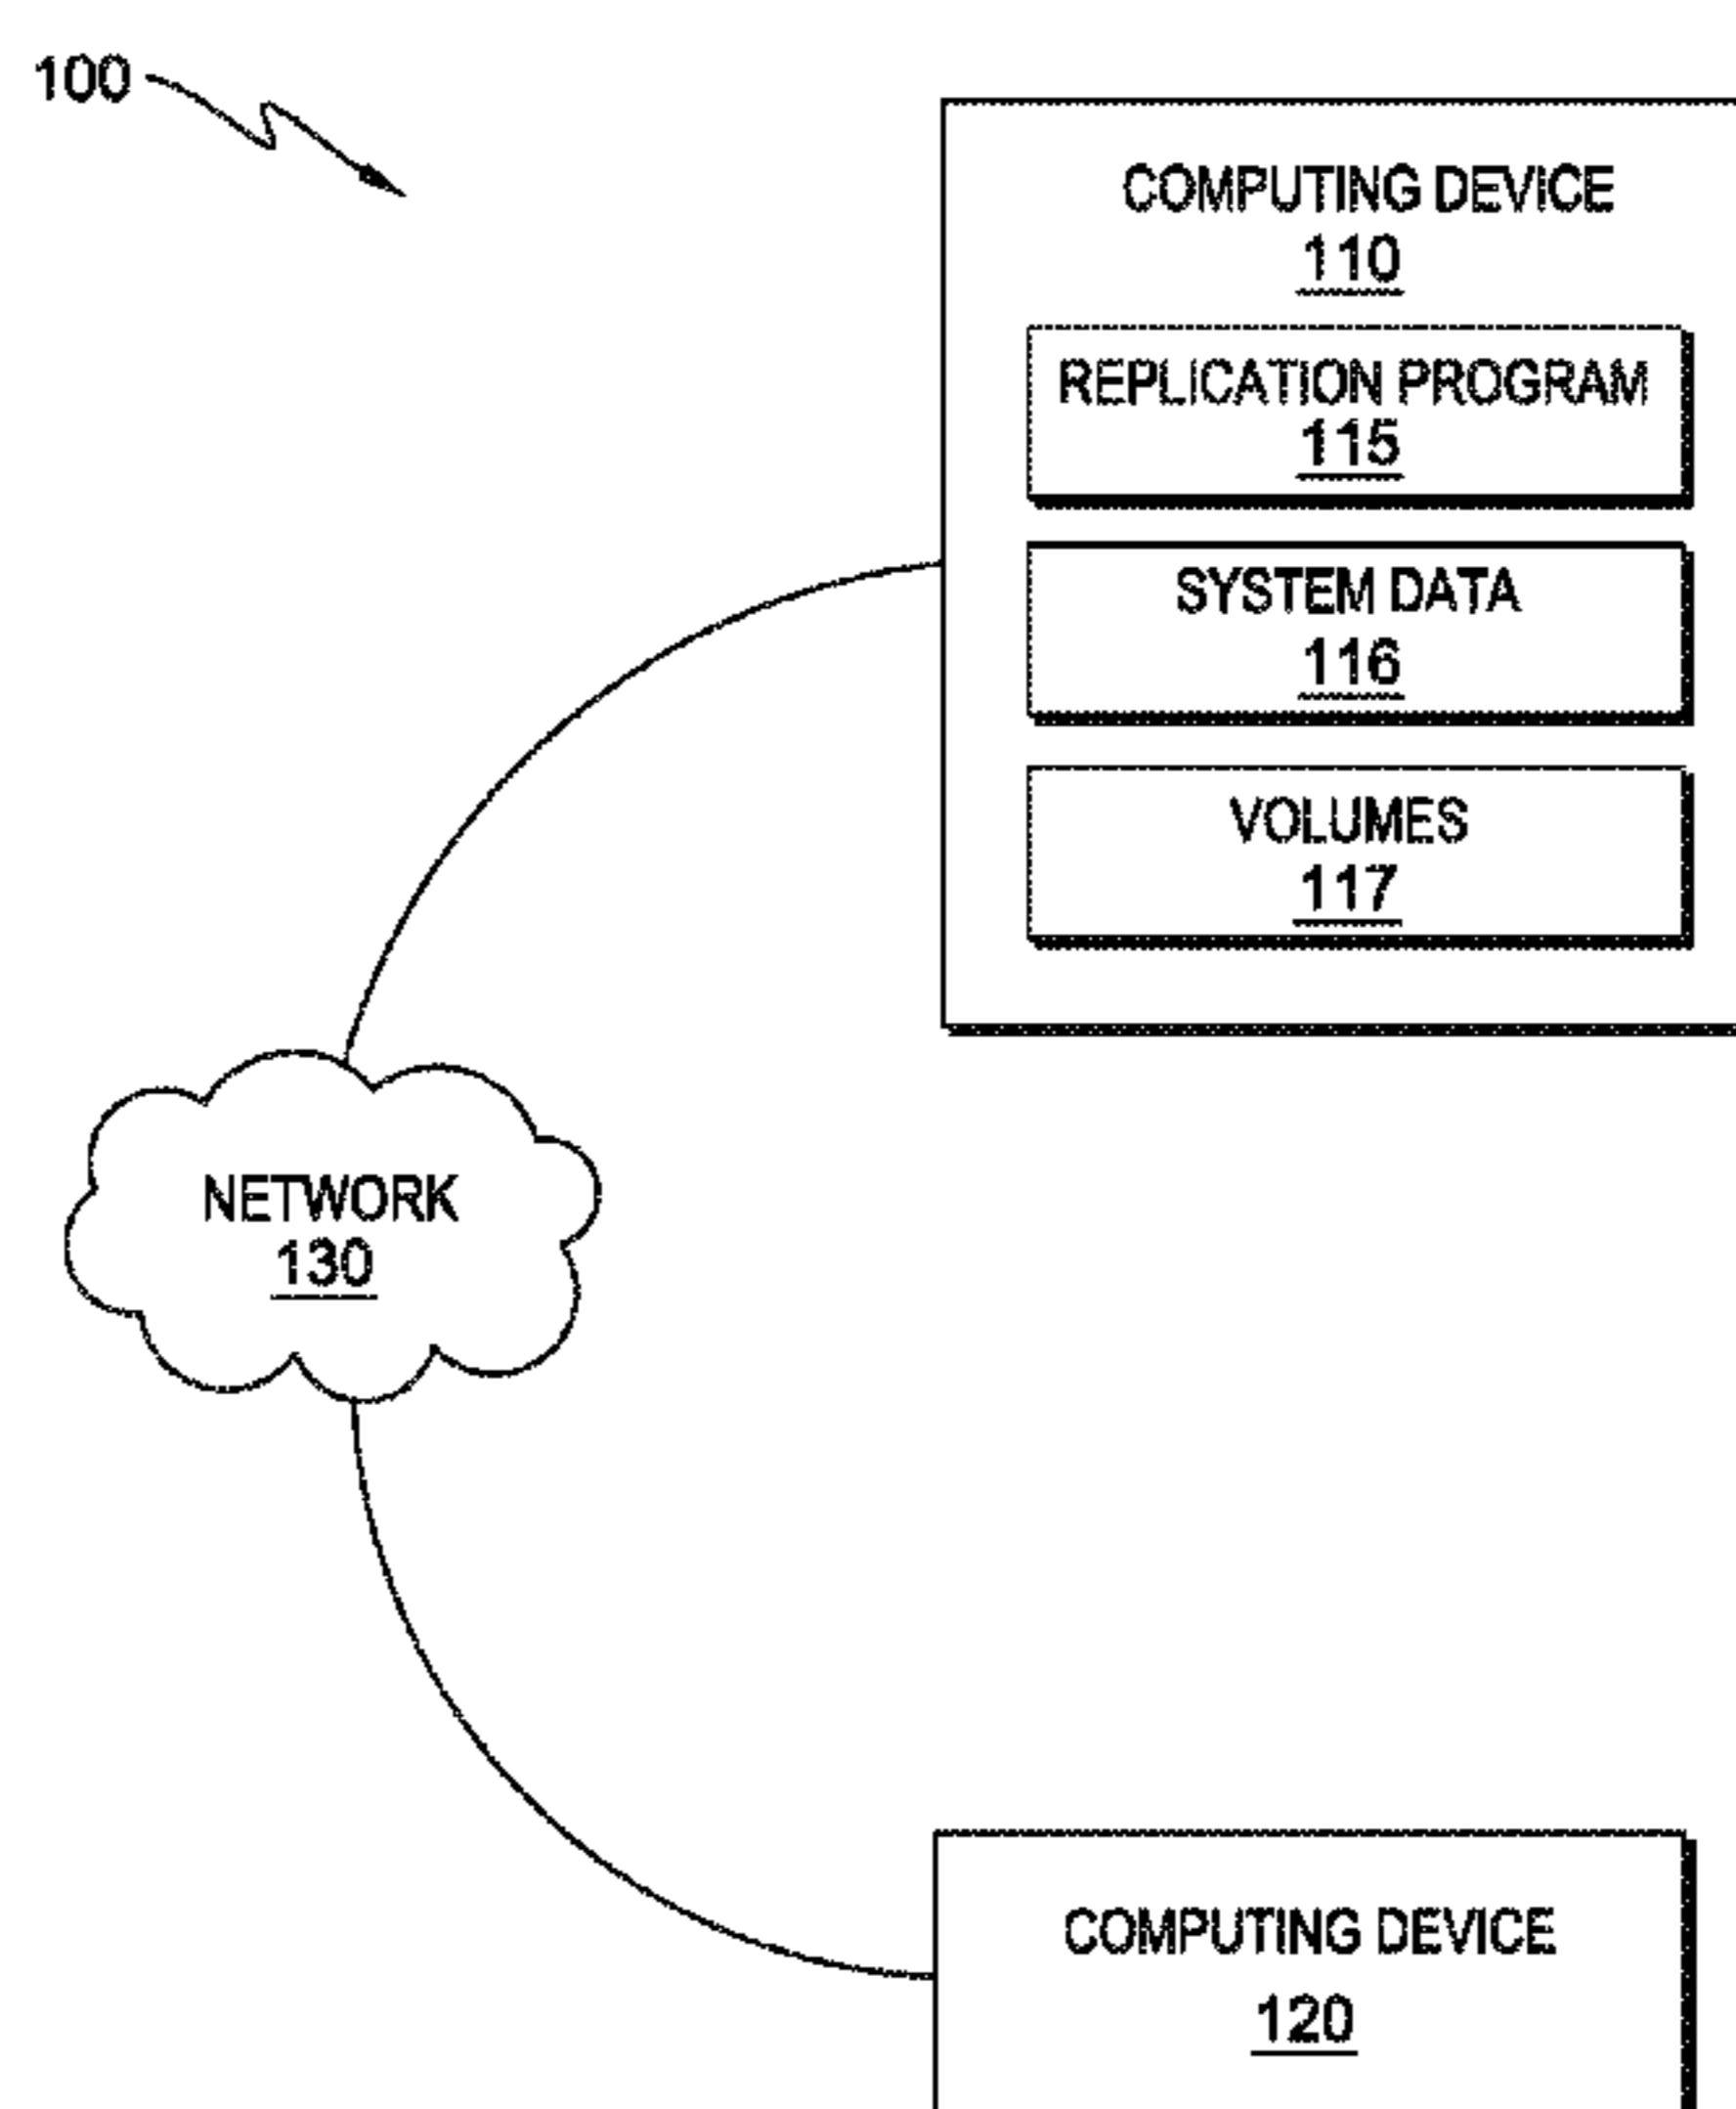 100
COMPUTING DEVICE
110
REPLICATION PROGRAM
115
SYSTEM DATA
116
VOLUMES
117
NETWORK
130
COMPUTING DEVICE
120